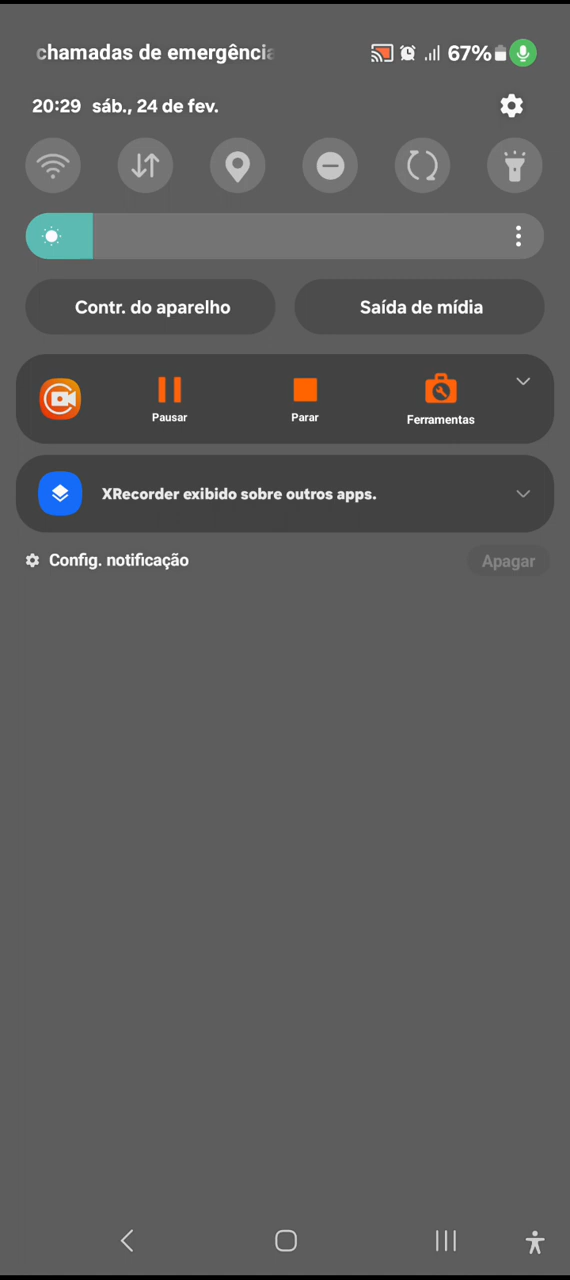 chamadas de emergência
67%
20:29 sáb., 24 de fev.
Contr. do aparelho
Saída de mídia
Pausar
Parar
Ferramentas
XRecorder exibido sobre outros apps.
Config. notificação
Apagar